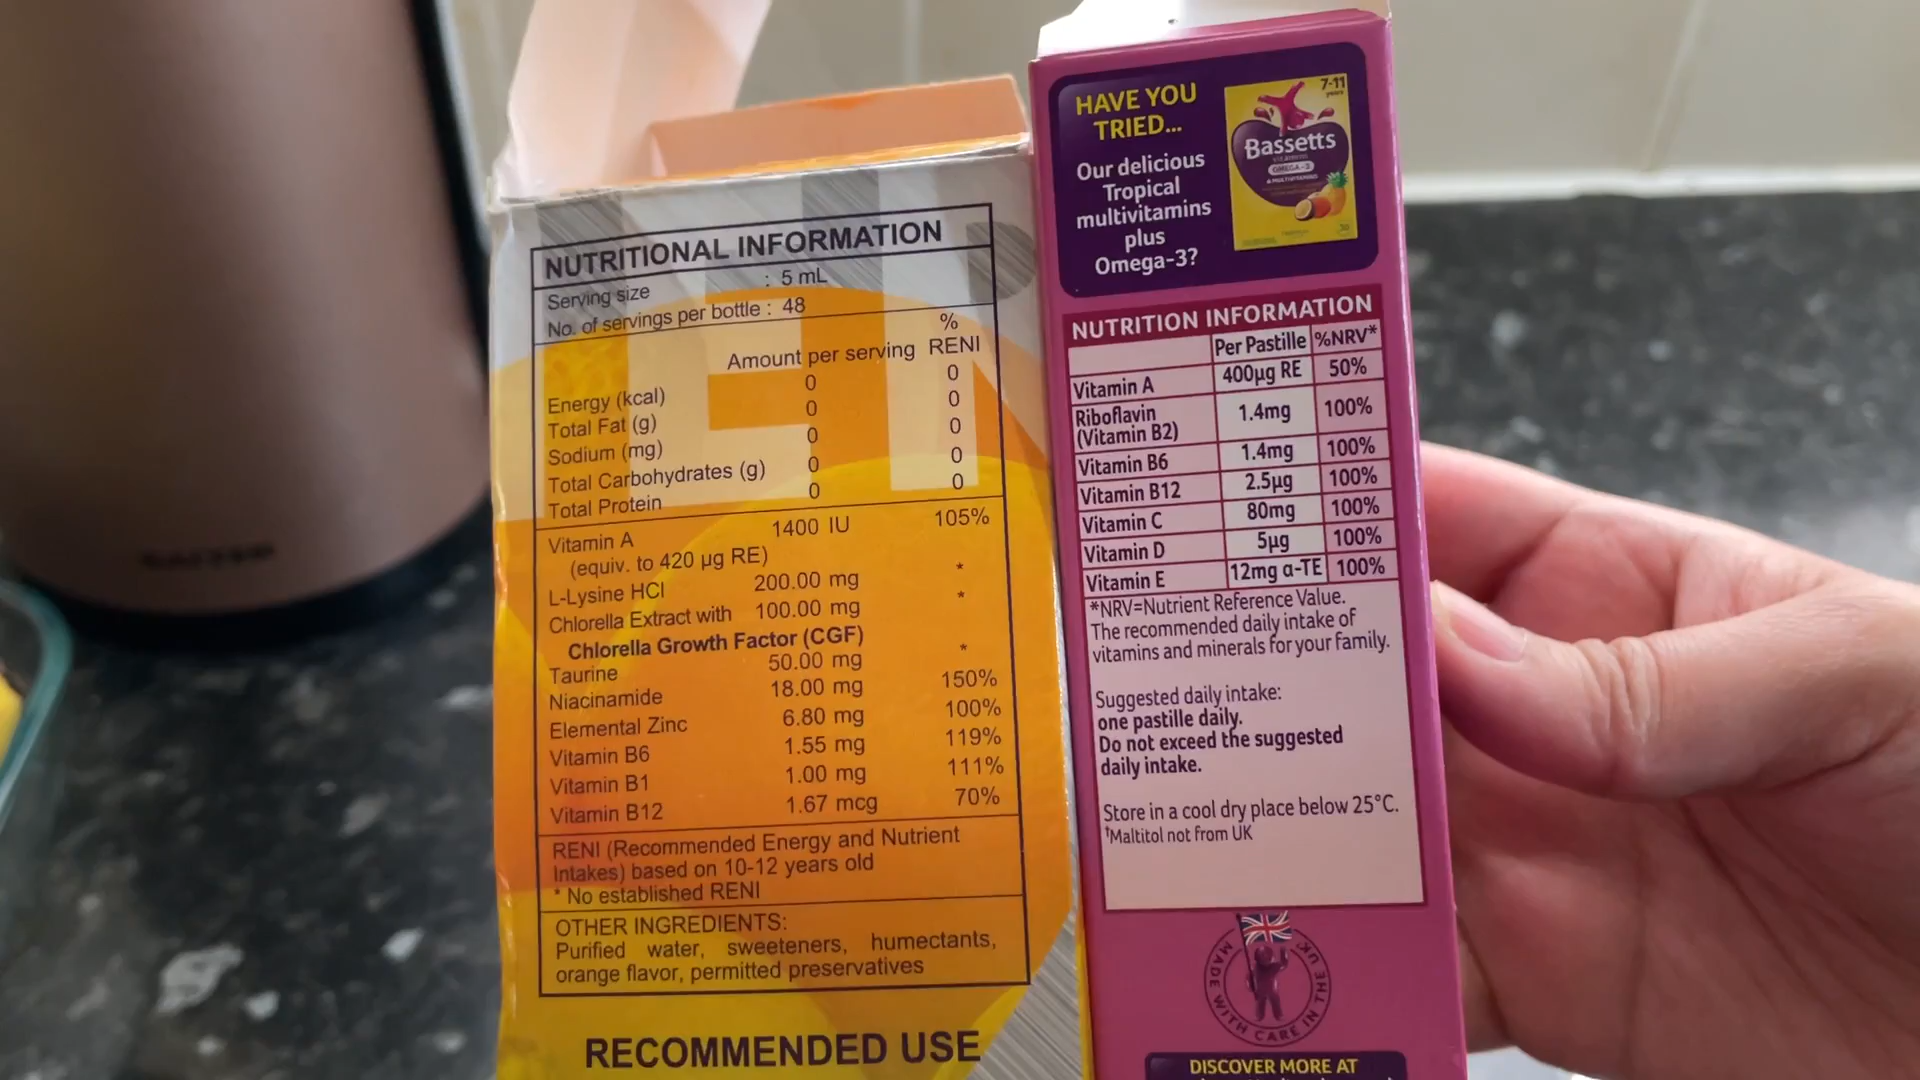 NUTRITIONAL INFORMATION
Serving size : 5 mL
No. of servings per bottle : 48
%
Amount per serving RENI
Energy (kcal) 0 0
Total Fat (g) 0 0
Sodium (mg) 0 0
Total Carbohydrates (g) 0 0
Total Protein 0 0
Vitamin A 1400 IU 105%
(equiv. to 420 µg RE)
L-Lysine HCl 200.00 mg *
Chlorella Extract with 100.00 mg *
Chlorella Growth Factor (CGF)
Taurine 50.00 mg *
Niacinamide 18.00 mg 150%
Elemental Zinc 6.80 mg 100%
Vitamin B6 1.55 mg 119%
Vitamin B1 1.00 mg 111%
Vitamin B12 1.67 mcg 70%
RENI (Recommended Energy and Nutrient
Intakes) based on 10-12 years old
* No established RENI
OTHER INGREDIENTS:
Purified water, sweeteners, humectants,
orange flavor, permitted preservatives
RECOMMENDED USE
HAVE YOU
TRIED...
Our delicious
Tropical
multivitamins
plus
Omega-3?
7-11
years
Bassetts
OMEGA-3
NUTRITION INFORMATION
Per Pastille %NRV*
Vitamin A 400µg RE 50%
Riboflavin
(Vitamin B2) 1.4mg 100%
Vitamin B6 1.4mg 100%
Vitamin B12 2.5µg 100%
Vitamin C 80mg 100%
Vitamin D 5µg 100%
Vitamin E 12mg α-TE 100%
*NRV=Nutrient Reference Value.
The recommended daily intake of
vitamins and minerals for your family.
Suggested daily intake:
one pastille daily.
Do not exceed the suggested
daily intake.
Store in a cool dry place below 25°C.
†Maltitol not from UK
MADE WITH CARE IN THE UK
DISCOVER MORE AT